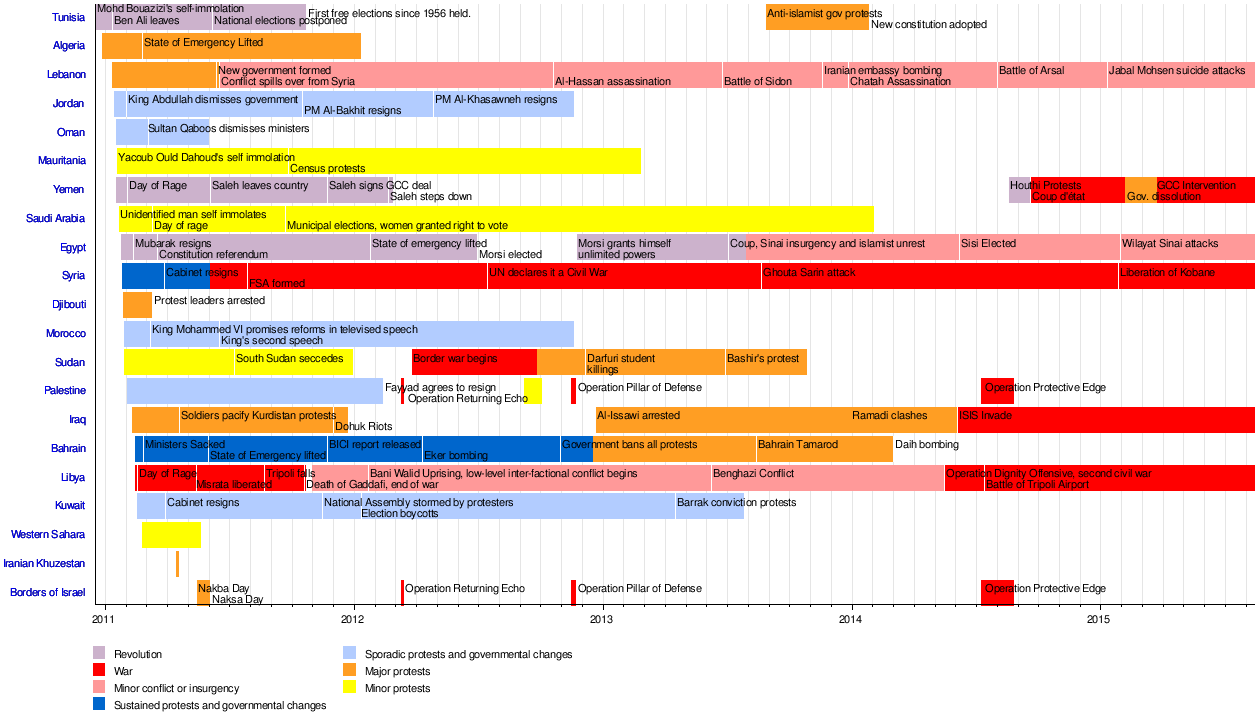 Tunisia
Mohd Bouazizi's self-immolation
First free elections since 1956 held.
Anti-islamist gov protests
Ben Ali leaves
National elections postponed
New constitution adopted
Algeria
State of Emergency Lifted
Lebanon
New government formed
Iranian embassy bombing
Battle of Arsal
Jabal Mohsen suicide attacks
Conflict spills over from Syria
Al-Hassan assassination
Battle of Sidon
Chatah Assassination
Jordan
King Abdullah dismisses government
PM Al-Khasawneh resigns
PM Al-Bakhit resigns
Oman
Sultan Qaboos dismisses ministers
Mauritania
Yacoub Ould Dahoud's self immolation
Census protests
Yemen
Day of Rage
Saleh leaves country
Saleh signs GCC deal
Houthi Protests
GCC Intervention
Saleh steps down
Coup d'état
Gov. dissolution
Saudi Arabia
Unidentified man self immolates
Day of rage
Municipal elections, women granted right to vote
Egypt
Mubarak resigns
State of emergency lifted
Morsi grants himself
Coup, Sinai insurgency and islamist unrest
Sisi Elected
Wilayat Sinai attacks
Constitution referendum
Morsi elected
unlimited powers
Syria
Cabinet resigns
UN declares it a Civil War
Ghouta Sarin attack
Liberation of Kobane
FSA formed
Djibouti
Protest leaders arrested
Morocco
King Mohammed VI promises reforms in televised speech
King's second speech
Sudan
South Sudan seccedes
Border war begins
Darfuri student
Bashir's protest
killings
Palestine
Fayyad agrees to resign
Operation Pillar of Defense
Operation Protective Edge
Operation Returning Echo
Iraq
Soldiers pacify Kurdistan protests
Al-Issawi arrested
Ramadi clashes
ISIS Invade
Dohuk Riots
Bahrain
Ministers Sacked
BICI report released
Government bans all protests
Bahrain Tamarod
Daih bombing
State of Emergency lifted
Eker bombing
Libya
Day of Rage
Tripoli falls
Bani Walid Uprising, low-level inter-factional conflict begins
Benghazi Conflict
Operation Dignity Offensive, second civil war
Misrata liberated
Death of Gaddafi, end of war
Battle of Tripoli Airport
Kuwait
Cabinet resigns
National Assembly stormed by protesters
Barrak conviction protests
Election boycotts
Western Sahara
Iranian Khuzestan
Borders of Israel
Nakba Day
Operation Returning Echo
Operation Pillar of Defense
Operation Protective Edge
Naksa Day
2011
2012
2013
2014
2015
Revolution
War
Minor conflict or insurgency
Sustained protests and governmental changes
Sporadic protests and governmental changes
Major protests
Minor protests